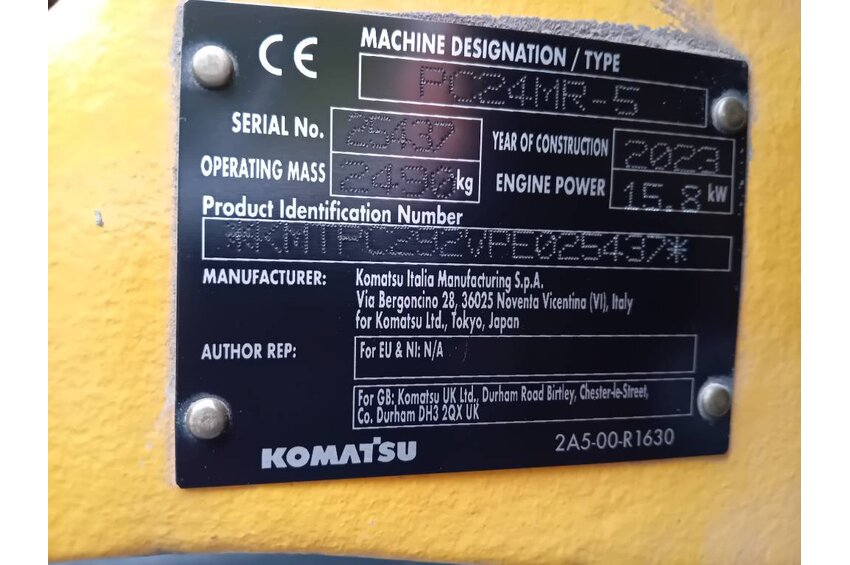 CE
MACHINE DESIGNATION / TYPE
PC24MR-5
SERIAL No. 25437
YEAR OF CONSTRUCTION 2023
OPERATING MASS 2490 kg
ENGINE POWER 15.8 kW
Product Identification Number
*KMTPC292VPE025437*
MANUFACTURER: Komatsu Italia Manufacturing S.p.A.
Via Bergoncino 28, 36025 Noventa Vicentina (VI), Italy
for Komatsu Ltd., Tokyo, Japan
AUTHOR REP: For EU & NI: N/A
For GB: Komatsu UK Ltd., Durham Road Birtley, Chester-le-Street,
Co. Durham DH3 2QX UK
KOMATSU
2A5-00-R1630